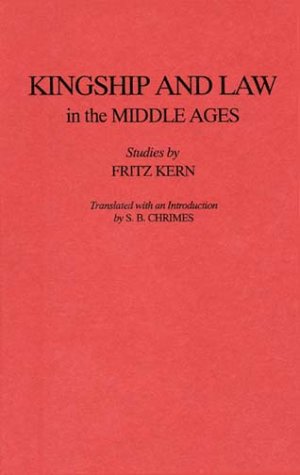 KINGSHIP AND LAW
in the MIDDLE AGES
Studies by
FRITZ KERN
Translated with an Introduction
by S. B. CHRIMES